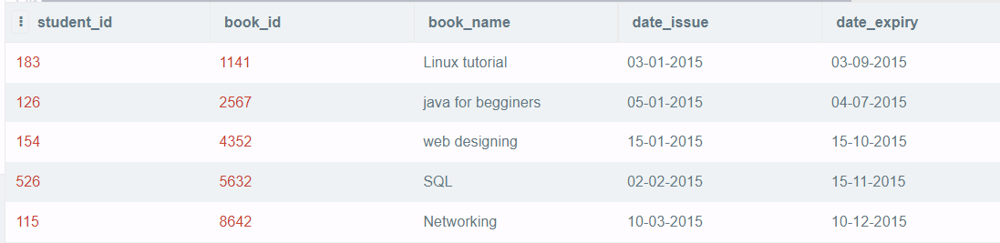 student_id book_id book_name date_issue date_expiry
183 1141 Linux tutorial 03-01-2015 03-09-2015
126 2567 java for begginers 05-01-2015 04-07-2015
154 4352 web designing 15-01-2015 15-10-2015
526 5632 SQL 02-02-2015 15-11-2015
115 8642 Networking 10-03-2015 10-12-2015